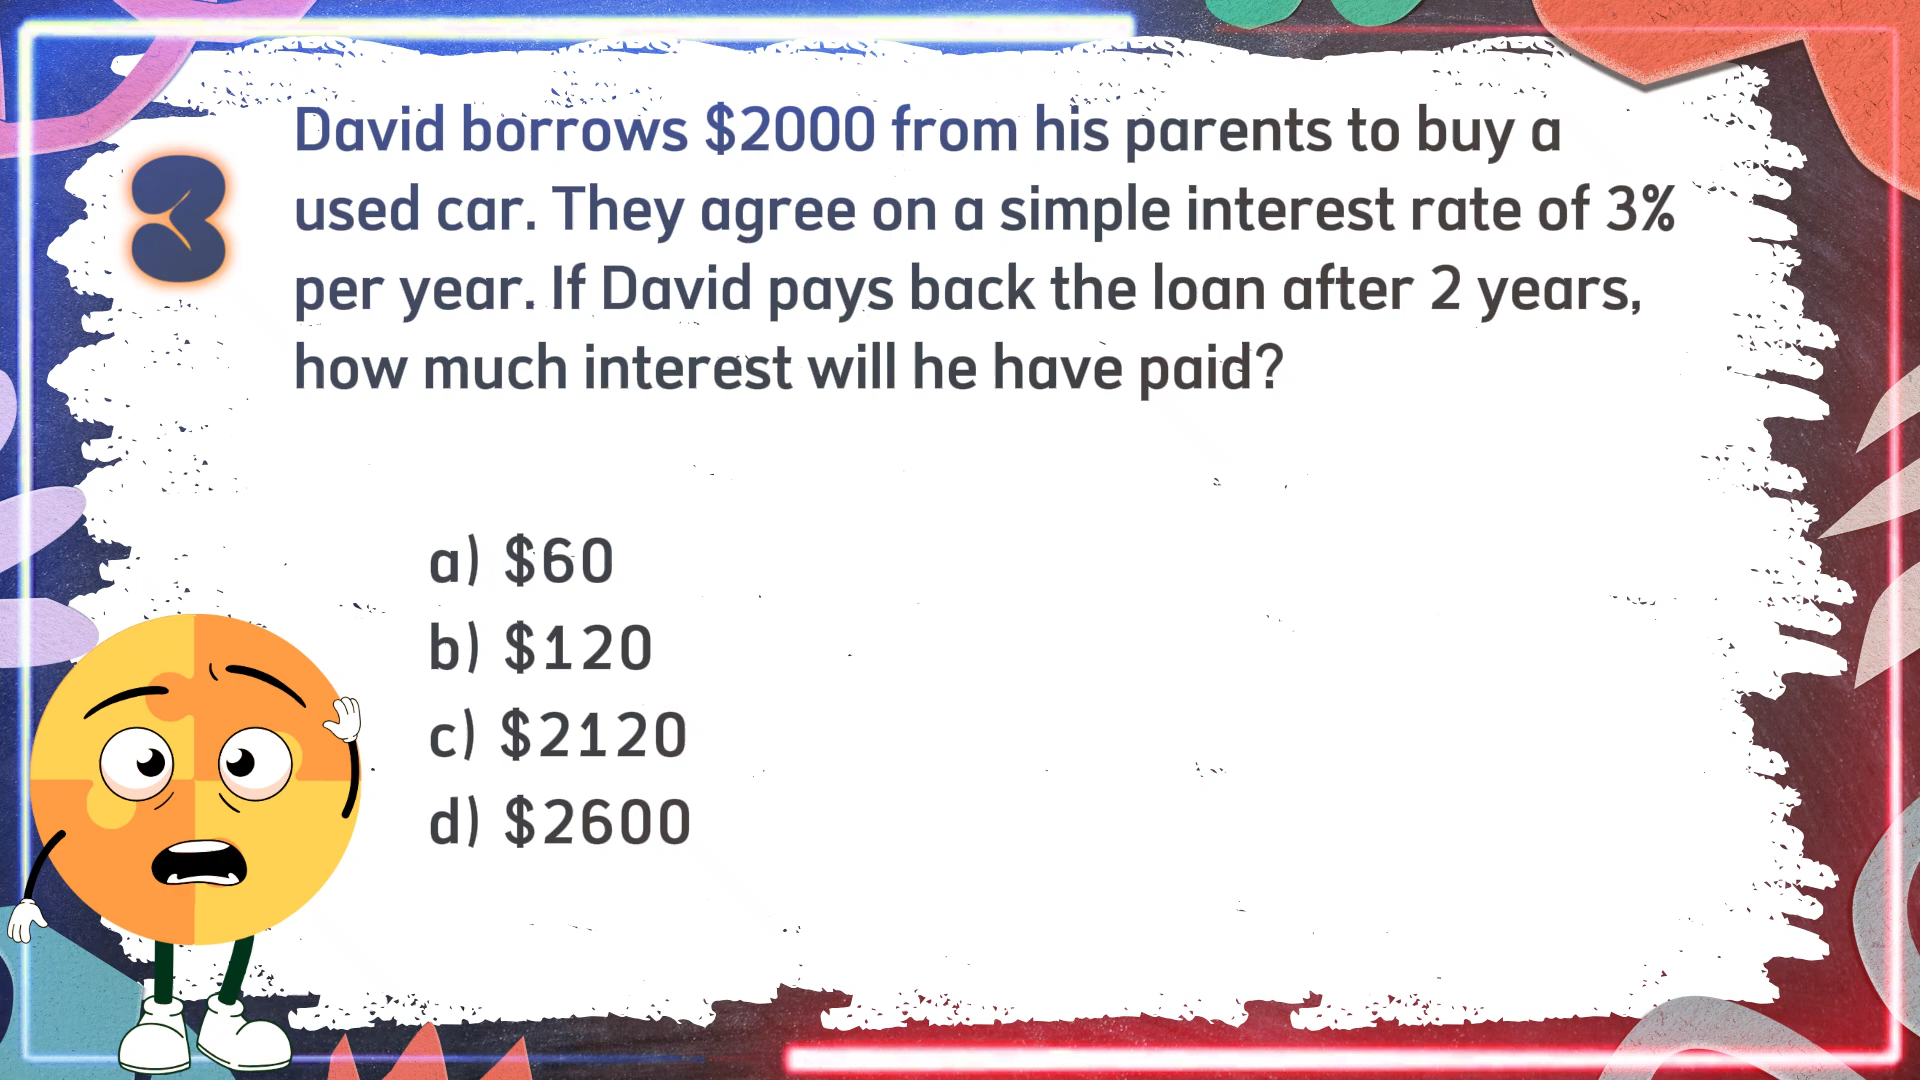 3
David borrows $2000 from his parents to buy a
used car. They agree on a simple interest rate of 3%
per year. If David pays back the loan after 2 years,
how much interest will he have paid?
a) $60
b) $120
c) $2120
d) $2600